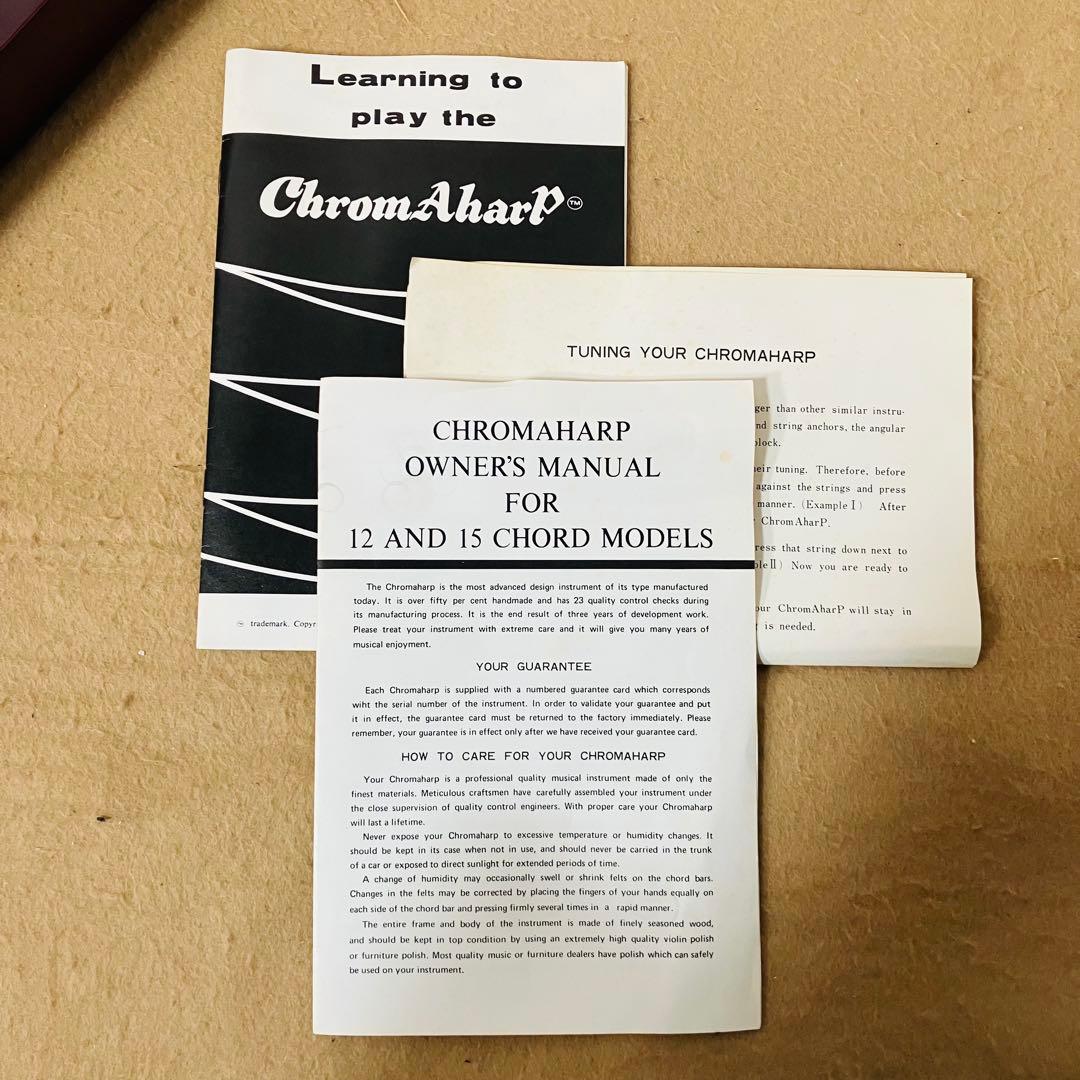 Learning to
play the
ChromAharP™
TM trademark. Copyr
TUNING YOUR CHROMAHARP
ger than other similar instru-
nd string anchors, the angular
lock.
eir tuning. Therefore, before
against the strings and press
manner. (Example I) After
ChromAharP.
ress that string down next to
ple II) Now you are ready to
our ChromAharP will stay in
is needed.
CHROMAHARP
OWNER'S MANUAL
FOR
12 AND 15 CHORD MODELS
The Chromaharp is the most advanced design instrument of its type manufactured
today. It is over fifty per cent handmade and has 23 quality control checks during
its manufacturing process. It is the end result of three years of development work.
Please treat your instrument with extreme care and it will give you many years of
musical enjoyment.
YOUR GUARANTEE
Each Chromaharp is supplied with a numbered guarantee card which corresponds
wiht the serial number of the instrument. In order to validate your guarantee and put
it in effect, the guarantee card must be returned to the factory immediately. Please
remember, your guarantee is in effect only after we have received your guarantee card.
HOW TO CARE FOR YOUR CHROMAHARP
Your Chromaharp is a professional quality musical instrument made of only the
finest materials. Meticulous craftsmen have carefully assembled your instrument under
the close supervision of quality control engineers. With proper care your Chromaharp
will last a lifetime.
Never expose your Chromaharp to excessive temperature or humidity changes. It
should be kept in its case when not in use, and should never be carried in the trunk
of a car or exposed to direct sunlight for extended periods of time.
A change of humidity may occasionally swell or shrink felts on the chord bars.
Changes in the felts may be corrected by placing the fingers of your hands equally on
each side of the chord bar and pressing firmly several times in a rapid manner.
The entire frame and body of the instrument is made of finely seasoned wood,
and should be kept in top condition by using an extremely high quality violin polish
or furniture polish. Most quality music or furniture dealers have polish which can safely
be used on your instrument.